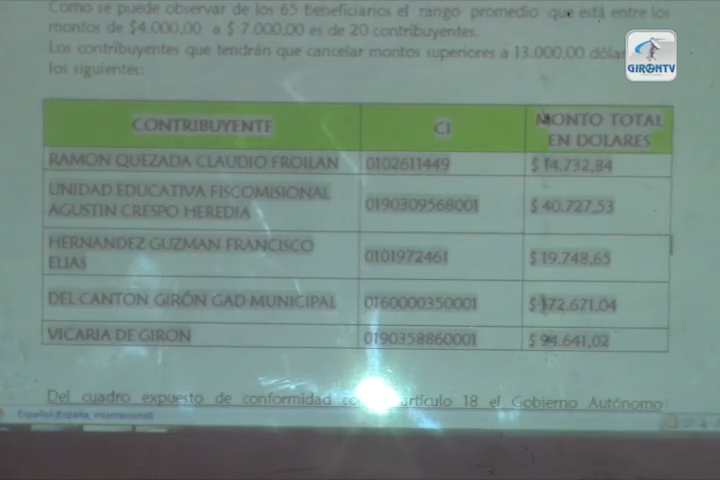 Como se puede observar de los 65 beneficiarios el rango promedio que está entre los
montos de $4.000,00 a $ 7.000,00 es de 20 contribuyentes.
Los contribuyentes que tendrán que cancelar montos superiores a 13.000,00
los siguientes:
GIRONTV
CONTRIBUYENTE CI MONTO TOTAL
EN DOLARES
RAMON QUEZADA CLAUDIO FROILAN 0102611449 $ 14.732,84
UNIDAD EDUCATIVA FISCOMISIONAL
AGUSTIN CRESPO HEREDIA 0190309568001 $ 40.727,53
HERNANDEZ GUZMAN FRANCISCO
ELIAS 0101972461 $ 19.748,65
DEL CANTON GIRÓN GAD MUNICIPAL 0160000350001 $ 172.671,04
VICARIA DE GIRON 0190358860001 $ 94.641,02
Del cuadro expuesto de conformidad artículo 18 el Gobierno Autónomo
Español (España, internacional)